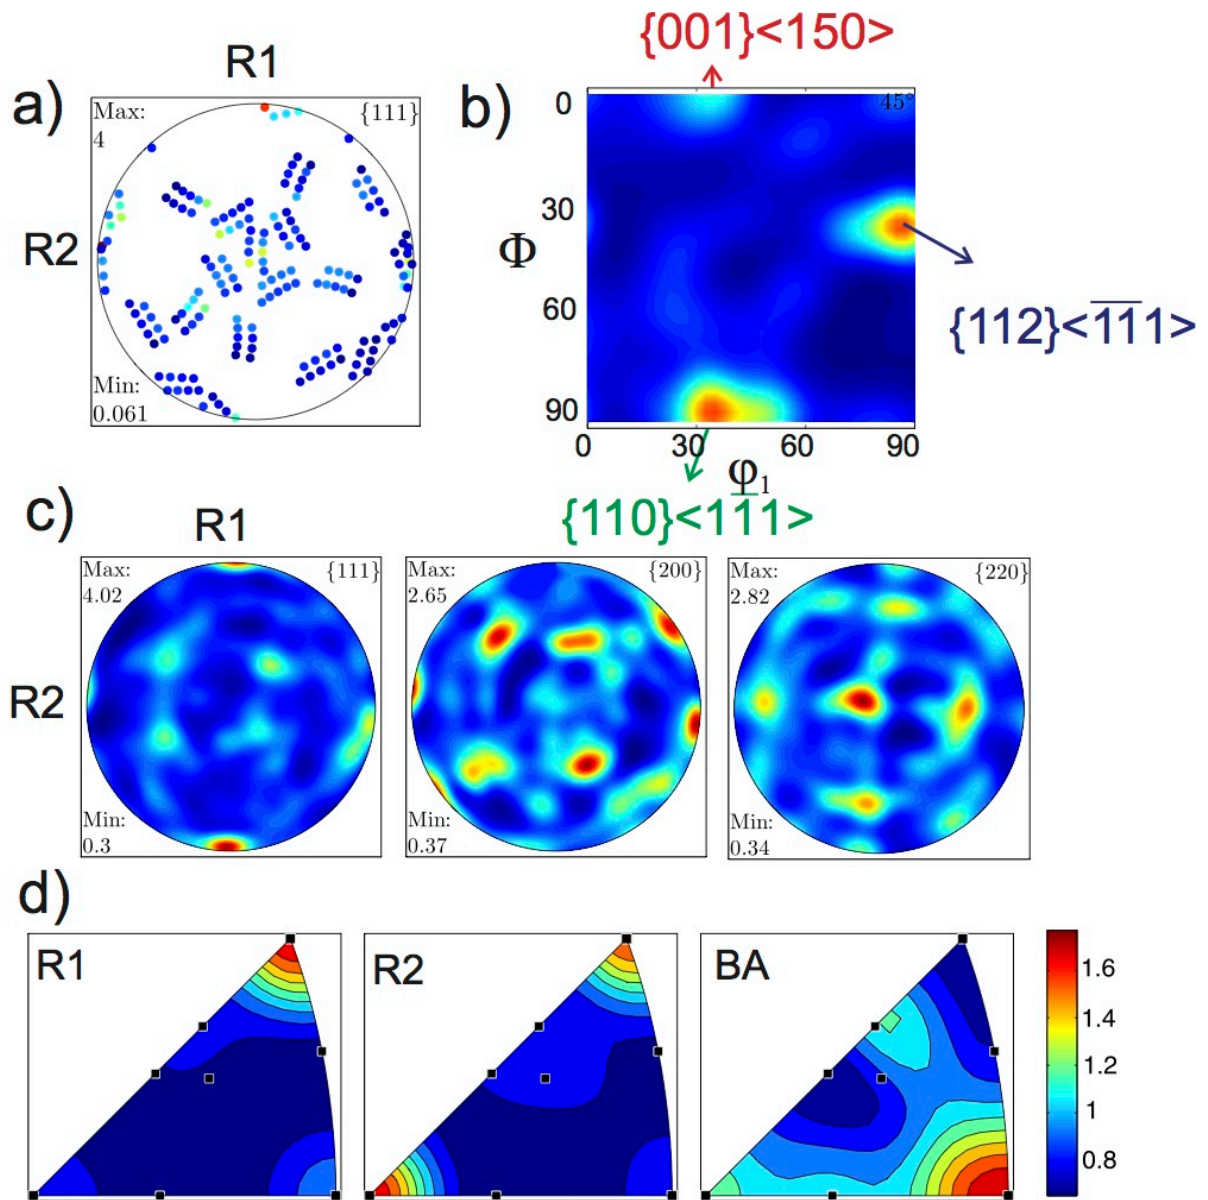 {001}<150>
R1
a)
b)
Max:
4
{111}
45°
0
30
60
90
Φ
R2
Min:
0.061
{112}<1̅1̅1>
0
30
60
90
φ1
{110}<11̅1>
c)
R1
Max:
4.02
{111}
Max:
2.65
{200}
Max:
2.82
{220}
R2
Min:
0.3
Min:
0.37
Min:
0.34
d)
R1
R2
BA
1.6
1.4
1.2
1
0.8